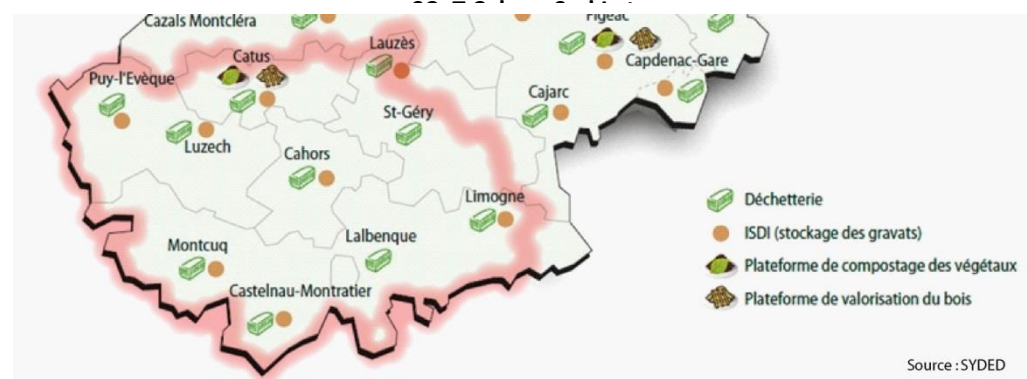 Cazals Montcléra
Figeac
Lauzès
Catus
Capdenac-Gare
Puy-l'Evèque
Cajarc
St-Géry
Luzech
Cahors
Limogne
Déchetterie
ISDI (stockage des gravats)
Montcuq
Lalbenque
Plateforme de compostage des végétaux
Castelnau-Montratier
Plateforme de valorisation du bois
Source : SYDED